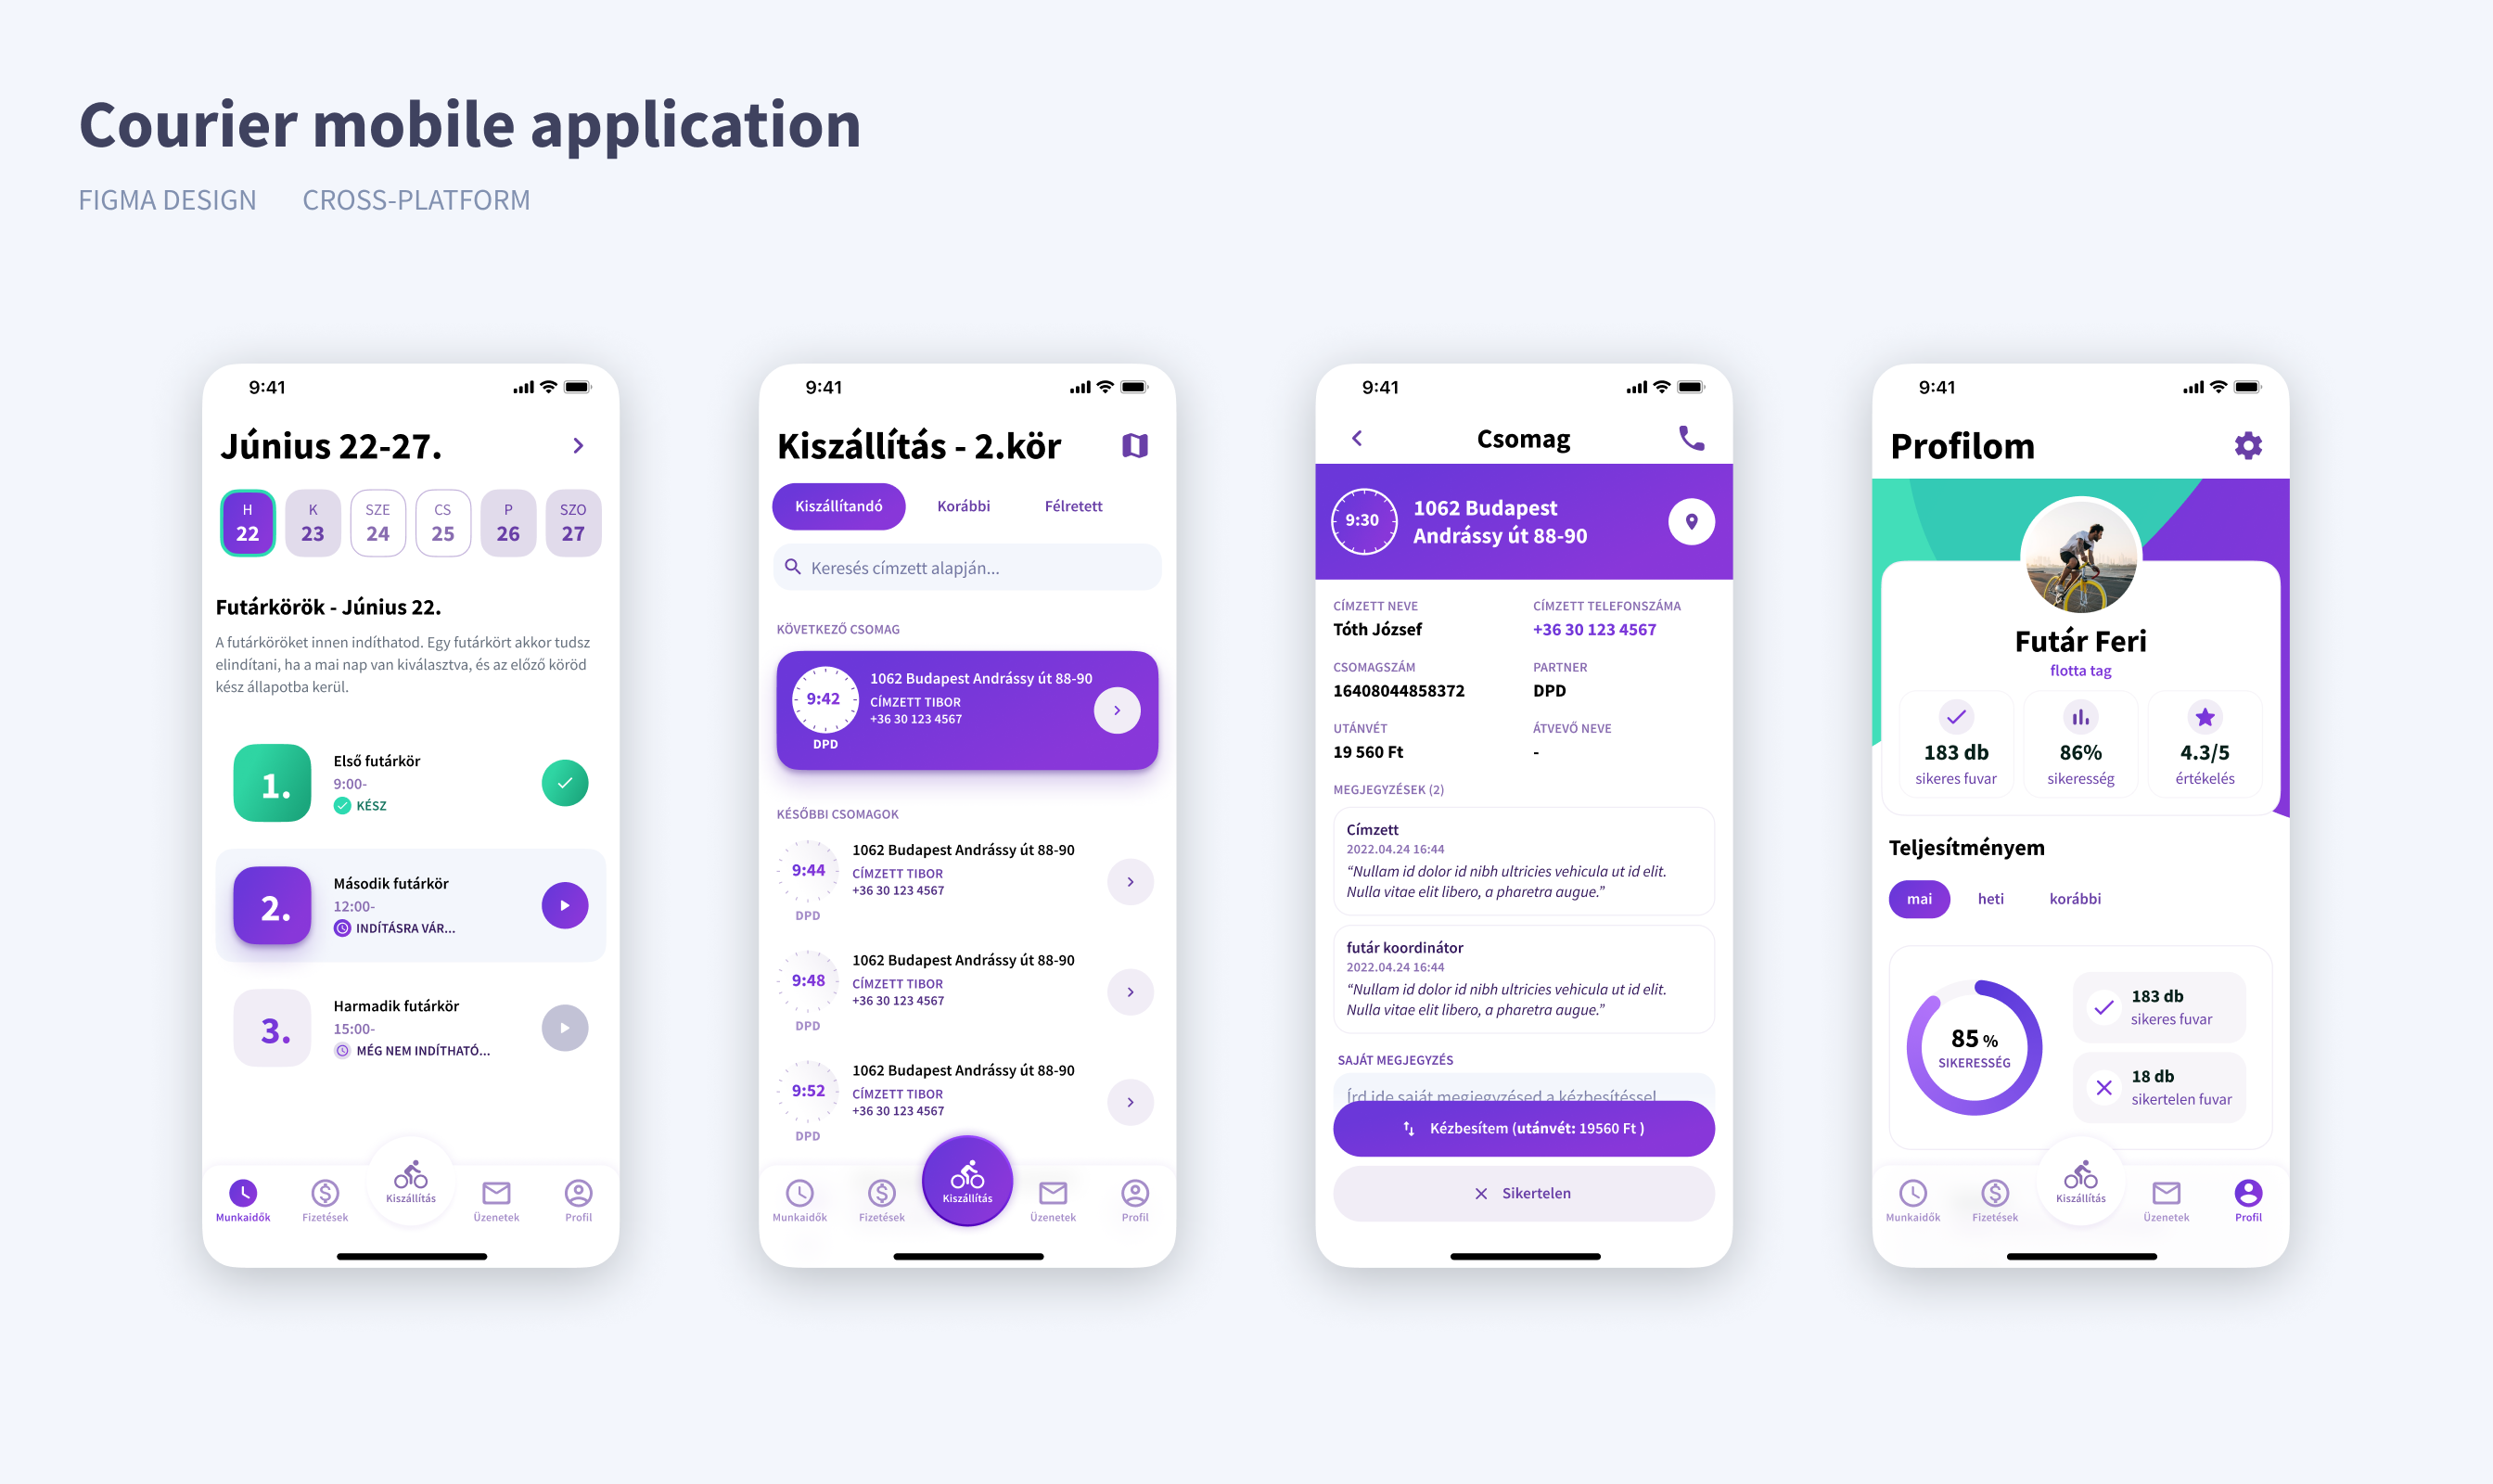 Courier mobile application
FIGMA DESIGN CROSS-PLATFORM
9:41
Június 22-27.
H K SZE CS P SZO
22 23 24 25 26 27
Futárkörök - Június 22.
A futárköröket innen indíthatod. Egy futárkört akkor tudsz
elindítani, ha a mai nap van kiválasztva, és az előző köröd
kész állapotba kerül.
1.
Első futárkör
9:00-
KÉSZ
2.
Második futárkör
12:00-
INDÍTÁSRA VÁR...
3.
Harmadik futárkör
15:00-
MÉG NEM INDÍTHATÓ...
Munkaidők Fizetések Kiszállítás Üzenetek Profil
9:41
Kiszállítás - 2.kör
Kiszállítandó Korábbi Félretett
Keresés címzett alapján...
KÖVETKEZŐ CSOMAG
9:42
DPD
1062 Budapest Andrássy út 88-90
CÍMZETT TIBOR
+36 30 123 4567
KÉSŐBBI CSOMAGOK
9:44
DPD
1062 Budapest Andrássy út 88-90
CÍMZETT TIBOR
+36 30 123 4567
9:48
DPD
1062 Budapest Andrássy út 88-90
CÍMZETT TIBOR
+36 30 123 4567
9:52
DPD
1062 Budapest Andrássy út 88-90
CÍMZETT TIBOR
+36 30 123 4567
Munkaidők Fizetések Kiszállítás Üzenetek Profil
9:41
Csomag
9:30
1062 Budapest
Andrássy út 88-90
CÍMZETT NEVE CÍMZETT TELEFONSZÁMA
Tóth József +36 30 123 4567
CSOMAGSZÁM PARTNER
16408044858372 DPD
UTÁNVÉT ÁTVEVŐ NEVE
19 560 Ft -
MEGJEGYZÉSEK (2)
Címzett
2022.04.24 16:44
“Nullam id dolor id nibh ultricies vehicula ut id elit.
Nulla vitae elit libero, a pharetra augue.”
futár koordinátor
2022.04.24 16:44
“Nullam id dolor id nibh ultricies vehicula ut id elit.
Nulla vitae elit libero, a pharetra augue.”
SAJÁT MEGJEGYZÉS
Írd ide saját megjegyzésed a kézbesítéssel
Kézbesítem (utánvét: 19560 Ft )
Sikertelen
9:41
Profilom
Futár Feri
flotta tag
183 db 86% 4.3/5
sikeres fuvar sikeresség értékelés
Teljesítményem
mai heti korábbi
85 %
SIKERESSÉG
183 db
sikeres fuvar
18 db
sikertelen fuvar
Munkaidők Fizetések Kiszállítás Üzenetek Profil